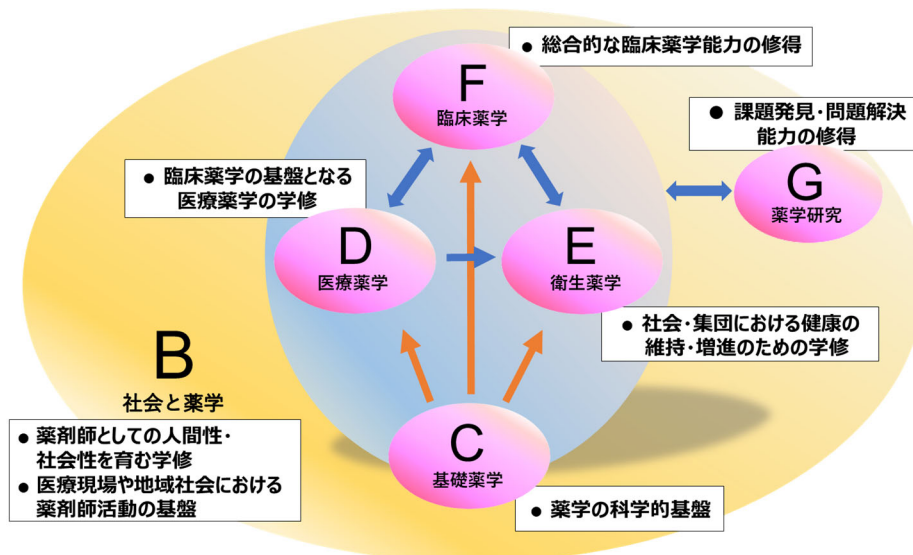 ● 総合的な臨床薬学能力の修得
F
臨床薬学
● 課題発見・問題解決
能力の修得
G
薬学研究
● 臨床薬学の基盤となる
医療薬学の学修
D
医療薬学
E
衛生薬学
● 社会・集団における健康の
維持・増進のための学修
B
社会と薬学
● 薬剤師としての人間性・
社会性を育む学修
● 医療現場や地域社会における
薬剤師活動の基盤
C
基礎薬学
● 薬学の科学的基盤